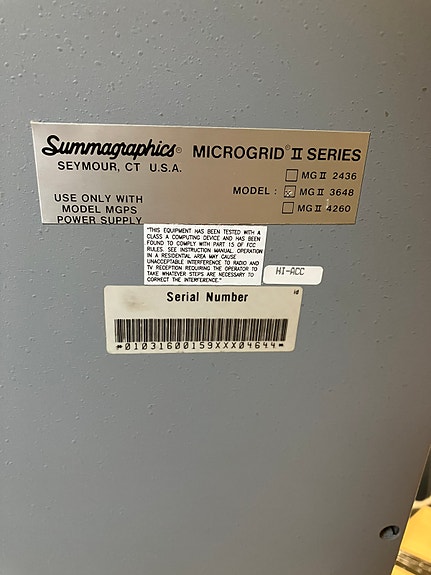 Summagraphics® MICROGRID® II SERIES
SEYMOUR, CT U.S.A.
MG II 2436
MODEL : MG II 3648
MG II 4260
USE ONLY WITH
MODEL MGPS
POWER SUPPLY
"THIS EQUIPMENT HAS BEEN TESTED WITH A
CLASS A COMPUTING DEVICE AND HAS BEEN
FOUND TO COMPLY WITH PART 15 OF FCC
RULES. SEE INSTRUCTION MANUAL. OPERATION
IN A RESIDENTIAL AREA MAY CAUSE
UNACCEPTABLE INTERFERENCE TO RADIO AND
TV RECEPTION REQUIRING THE OPERATOR TO
TAKE WHATEVER STEPS ARE NECESSARY TO
CORRECT THE INTERFERENCE."
HI-ACC
Serial Number
id
*01031600159XXX04644*